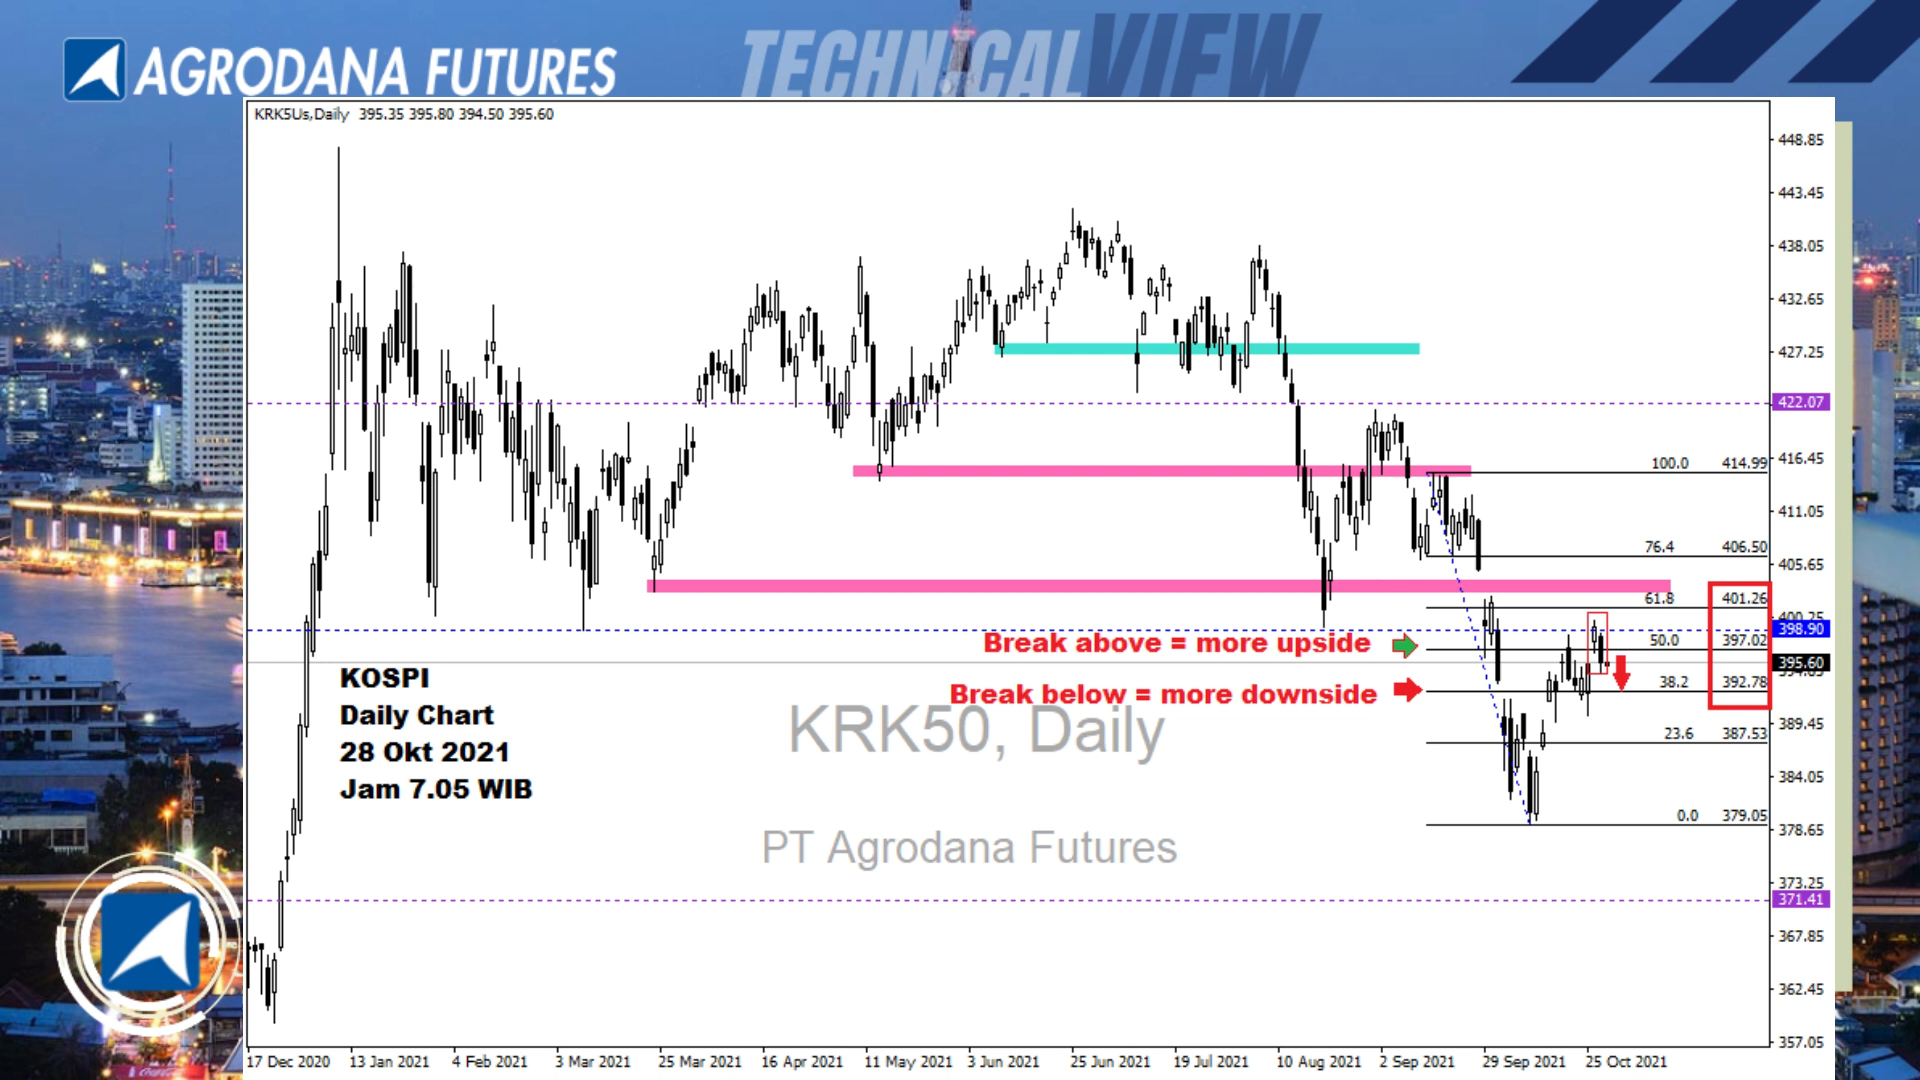 AGRODANA FUTURES
TECHNICAL VIEW
KRK5Us,Daily 395.35 395.80 394.50 395.60
448.85
443.45
438.05
432.65
427.25
422.07
416.45
100.0 414.99
411.05
76.4 406.50
405.65
61.8 401.26
400.25
398.90
Break above = more upside
50.0 397.02
395.60
394.85
38.2 392.78
Break below = more downside
KOSPI
Daily Chart
28 Okt 2021
Jam 7.05 WIB
KRK50, Daily
PT Agrodana Futures
389.45
23.6 387.53
384.05
0.0 379.05
378.65
373.25
371.41
367.85
362.45
357.05
17 Dec 2020 13 Jan 2021 4 Feb 2021 3 Mar 2021 25 Mar 2021 16 Apr 2021 11 May 2021 3 Jun 2021 25 Jun 2021 19 Jul 2021 10 Aug 2021 2 Sep 2021 29 Sep 2021 25 Oct 2021